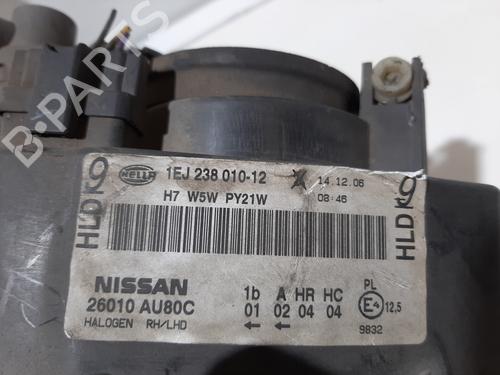 B-PARTS
HLDK9
HELLA 1EJ 238 010-12 14.12.06
H7 W5W PY21W 08:46
NISSAN
26010 AU80C
HALOGEN RH/LHD
1b A HR HC
01 02 04 04
← ←
PL
E4 12,5
9832
HLDK9